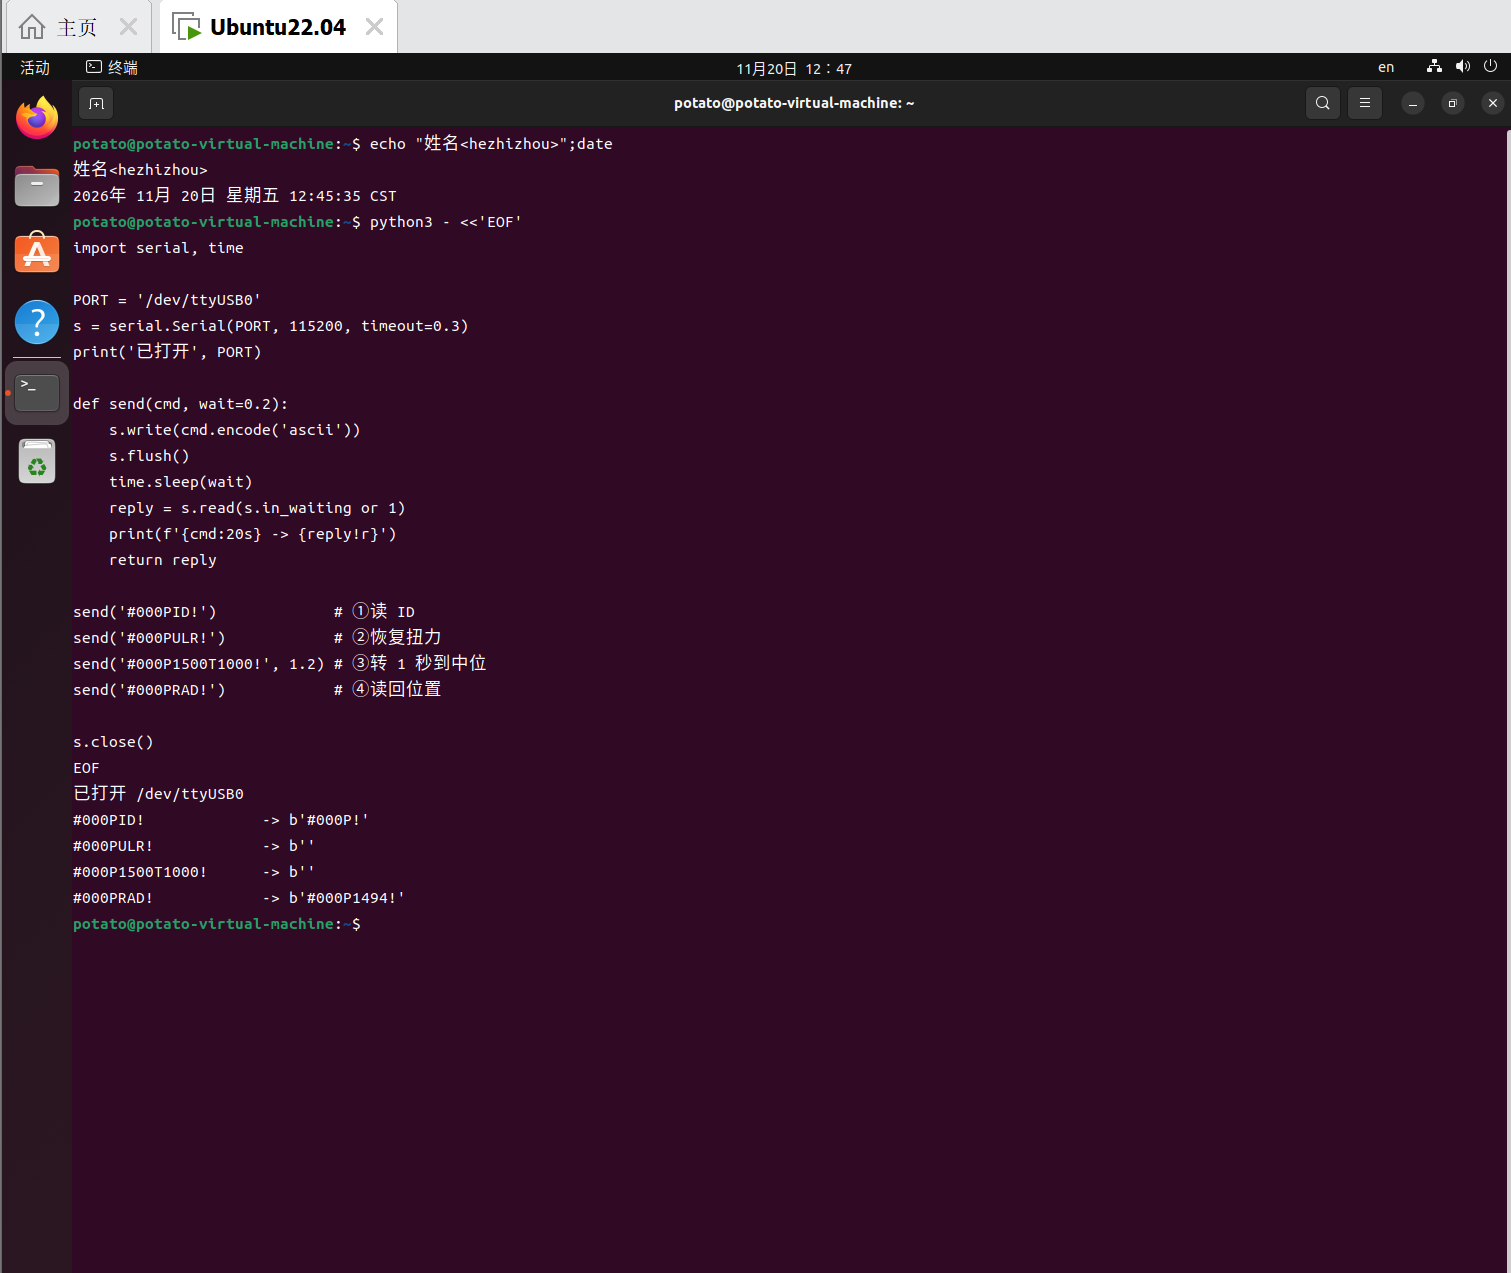 主页
Ubuntu22.04
活动
终端
11月20日 12：47
en
potato@potato-virtual-machine: ~
potato@potato-virtual-machine:~$ echo "姓名<hezhizhou>";date
姓名<hezhizhou>
2026年 11月 20日 星期五 12:45:35 CST
potato@potato-virtual-machine:~$ python3 - <<'EOF'
import serial, time

PORT = '/dev/ttyUSB0'
s = serial.Serial(PORT, 115200, timeout=0.3)
print('已打开', PORT)

def send(cmd, wait=0.2):
    s.write(cmd.encode('ascii'))
    s.flush()
    time.sleep(wait)
    reply = s.read(s.in_waiting or 1)
    print(f'{cmd:20s} -> {reply!r}')
    return reply

send('#000PID!')             # ①读 ID
send('#000PULR!')            # ②恢复扭力
send('#000P1500T1000!', 1.2) # ③转 1 秒到中位
send('#000PRAD!')            # ④读回位置

s.close()
EOF
已打开 /dev/ttyUSB0
#000PID!             -> b'#000P!'
#000PULR!            -> b''
#000P1500T1000!      -> b''
#000PRAD!            -> b'#000P1494!'
potato@potato-virtual-machine:~$